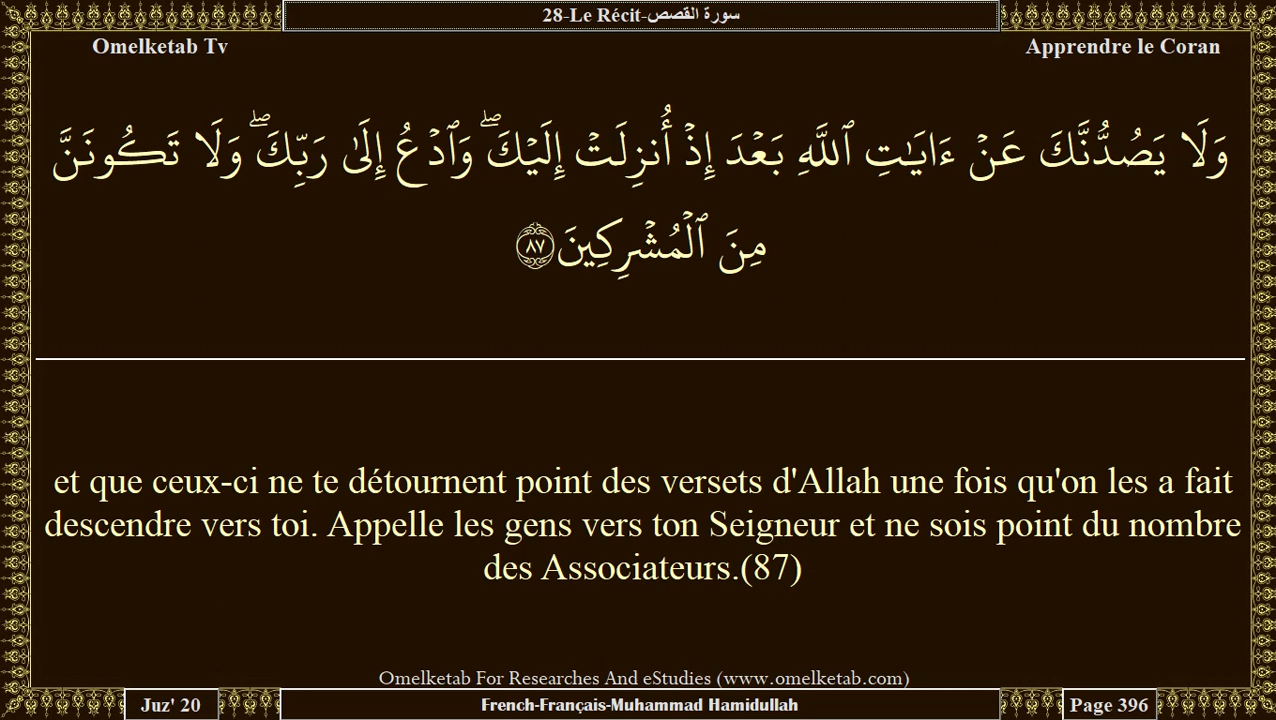 28-Le Récit-سورة القصص
Omelketab Tv
Apprendre le Coran
وَلَا يَصُدُّنَّكَ عَنْ ءَايَـٰتِ ٱللَّهِ بَعْدَ إِذْ أُنزِلَتْ إِلَيْكَ ۖ وَٱدْعُ إِلَىٰ رَبِّكَ ۖ وَلَا تَكُونَنَّ
مِنَ ٱلْمُشْرِكِينَ ٨٧
et que ceux-ci ne te détournent point des versets d'Allah une fois qu'on les a fait
descendre vers toi. Appelle les gens vers ton Seigneur et ne sois point du nombre
des Associateurs.(87)
Omelketab For Researches And eStudies (www.omelketab.com)
Juz' 20
French-Français-Muhammad Hamidullah
Page 396